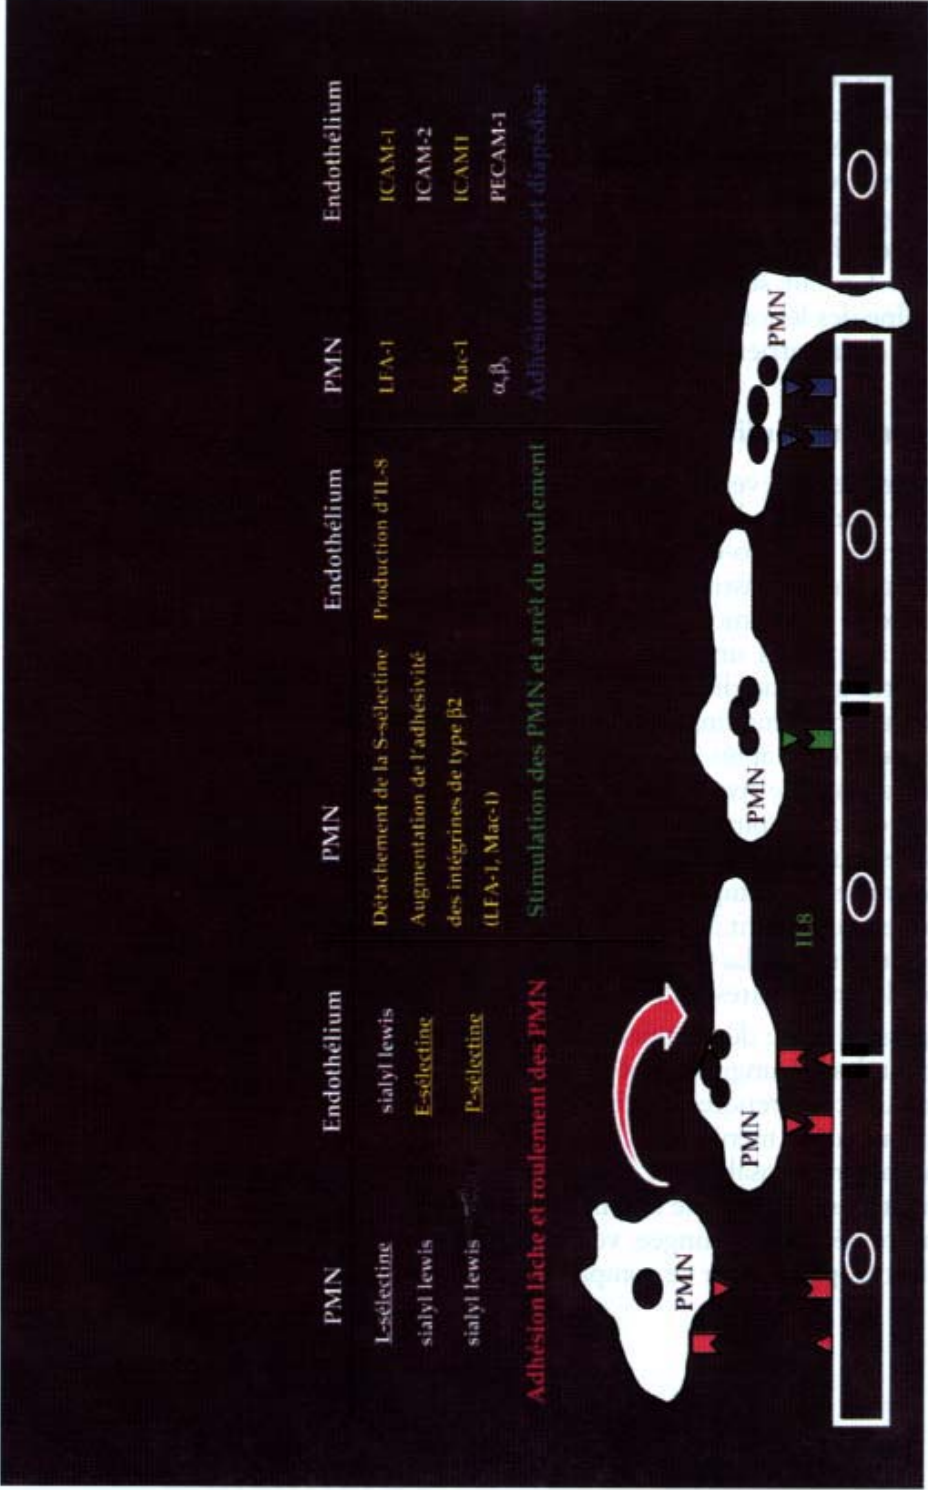 PMN Endothélium PMN Endothélium PMN Endothélium
L-sélectine sialyl lewis Détachement de la S-sélectine Production d'IL-8 LFA-1 ICAM-1
sialyl lewis E-sélectine Augmentation de l'adhésivité ICAM-2
sialyl lewis P-sélectine des intégrines de type β2 Mac-1 ICAM1
(LFA-1, Mac-1) PECAM-1
Adhésion lâche et roulement des PMN Stimulation des PMN et arrêt du roulement Adhésion ferme et diapédèse
PMN
PMN
PMN
PMN
IL8